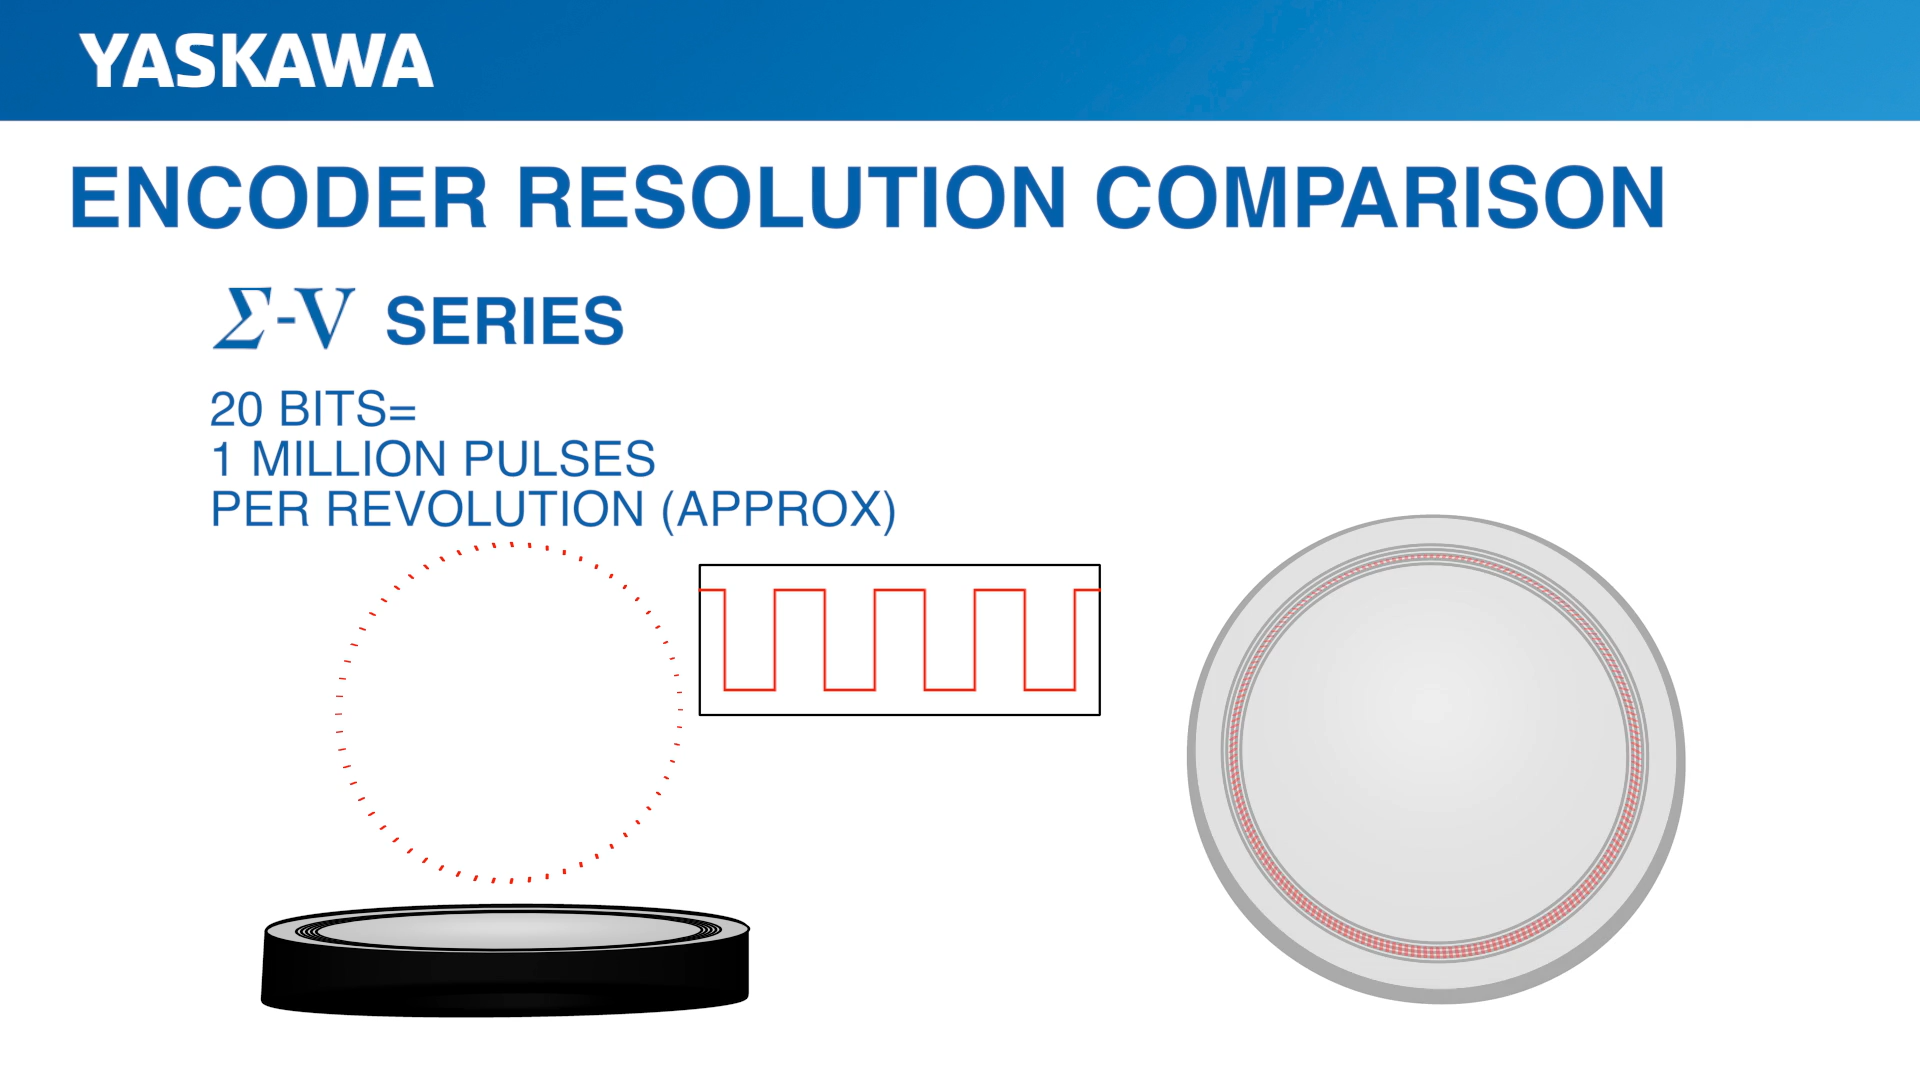 YASKAWA
ENCODER RESOLUTION COMPARISON
Σ-V SERIES
20 BITS=
1 MILLION PULSES
PER REVOLUTION (APPROX)